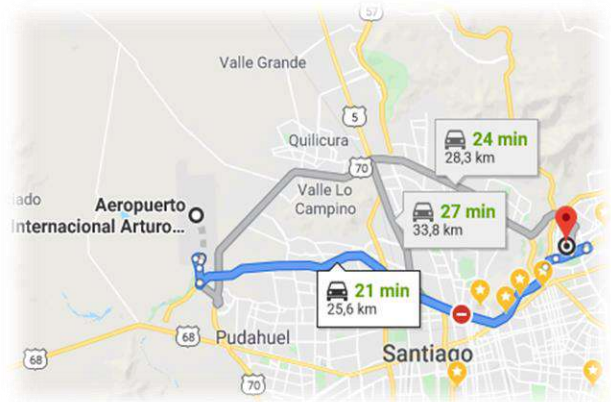 57
Valle Grande
5
Quilicura
24 min
28,3 km
70
Valle Lo
Campino
27 min
33,8 km
Aeropuerto
Internacional Arturo...
21 min
25,6 km
68
Pudahuel
Santiago
68
70